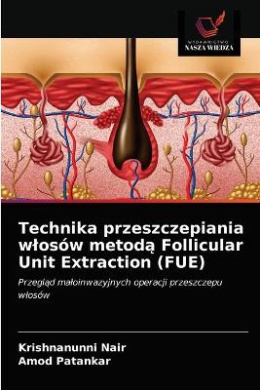 WYDAWNICTWO
NASZA WIEDZA
Technika przeszczepiania
włosów metodą Follicular
Unit Extraction (FUE)
Przegląd małoinwazyjnych operacji przeszczepu
włosów
Krishnanunni Nair
Amod Patankar